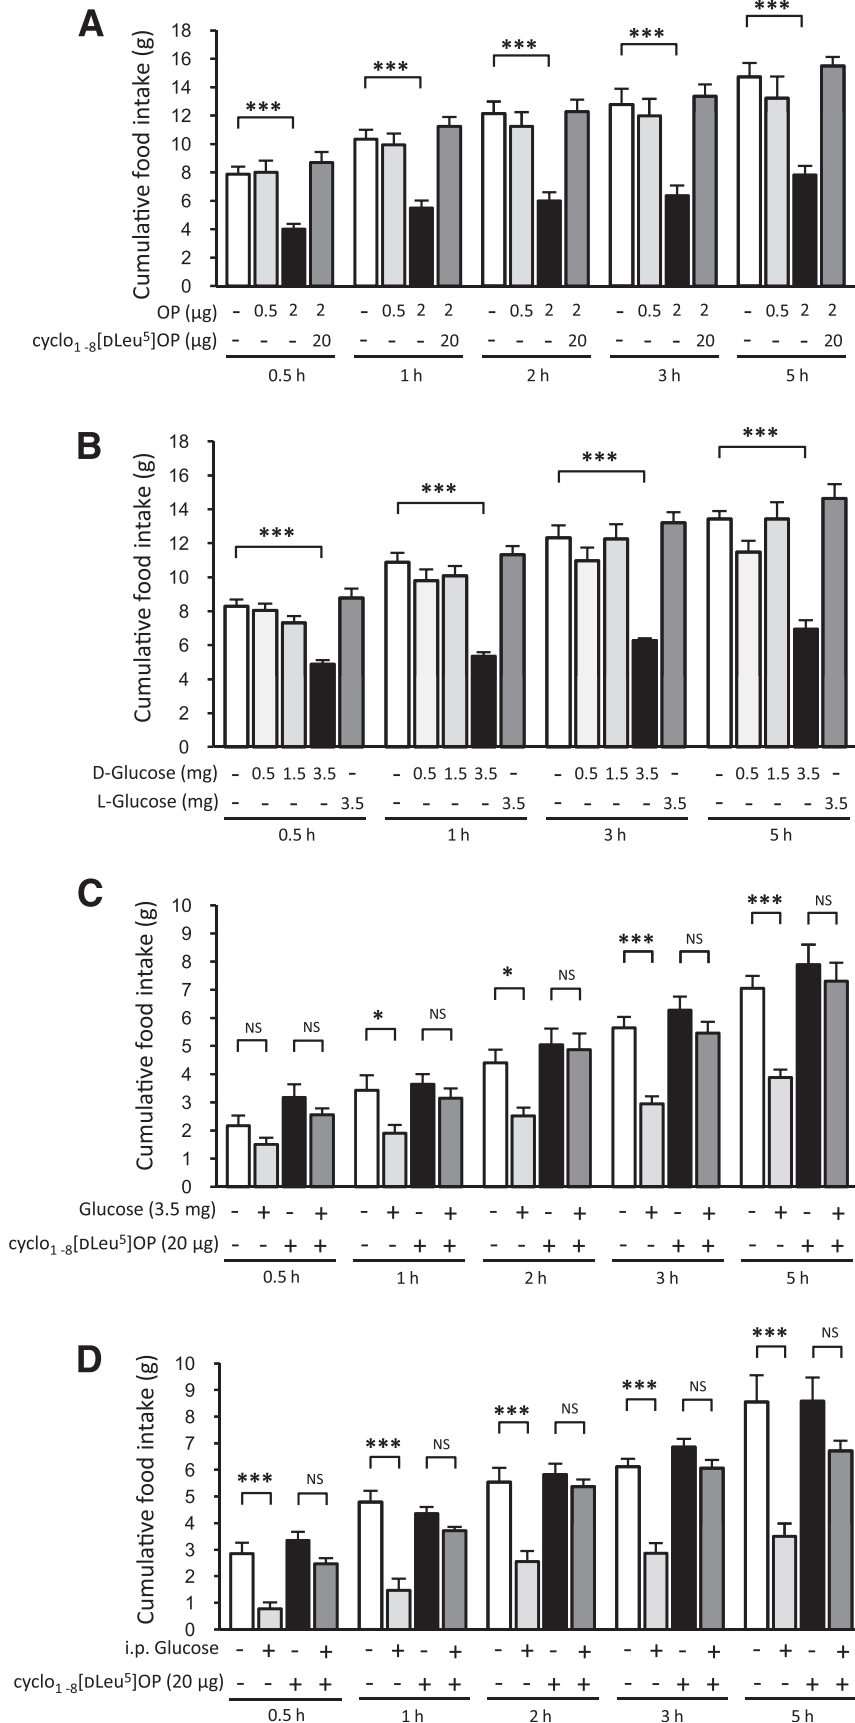 A
Cumulative food intake (g)
18
16
14
12
10
8
6
4
2
0
*** *** *** *** ***
OP (µg) - 0.5 2 2 - 0.5 2 2 - 0.5 2 2 - 0.5 2 2 - 0.5 2 2
cyclo1-8[DLeu5]OP (µg) - - - 20 - - - 20 - - - 20 - - - 20 - - - 20
0.5 h 1 h 2 h 3 h 5 h
B
Cumulative food intake (g)
18
16
14
12
10
8
6
4
2
0
*** *** *** ***
D-Glucose (mg) - 0.5 1.5 3.5 - - 0.5 1.5 3.5 - - 0.5 1.5 3.5 - - 0.5 1.5 3.5 -
L-Glucose (mg) - - - - 3.5 - - - - 3.5 - - - - 3.5 - - - - 3.5
0.5 h 1 h 3 h 5 h
C
Cumulative food intake (g)
10
9
8
7
6
5
4
3
2
1
0
NS NS * NS * NS *** NS *** NS
Glucose (3.5 mg) - + - + - + - + - + - + - + - + - + - +
cyclo1-8[DLeu5]OP (20 µg) - - + + - - + + - - + + - - + + - - + +
0.5 h 1 h 2 h 3 h 5 h
D
Cumulative food intake (g)
10
9
8
7
6
5
4
3
2
1
0
*** NS *** NS *** NS *** NS *** NS
i.p. Glucose - + - + - + - + - + - + - + - + - + - +
cyclo1-8[DLeu5]OP (20 µg) - - + + - - + + - - + + - - + + - - + +
0.5 h 1 h 2 h 3 h 5 h